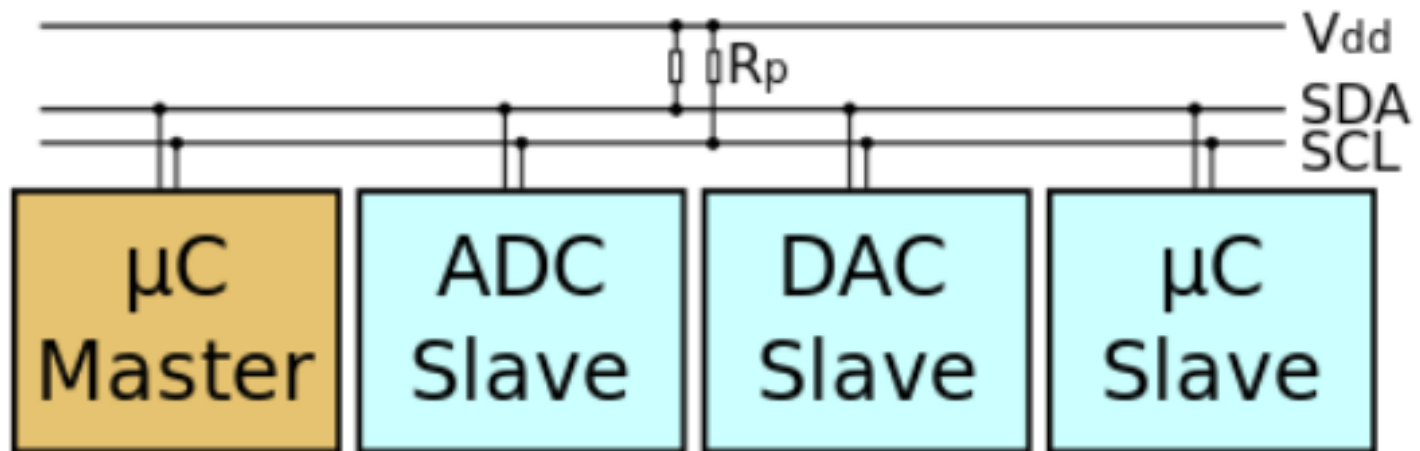 Vdd
Rp
SDA
SCL
µC
Master
ADC
Slave
DAC
Slave
µC
Slave